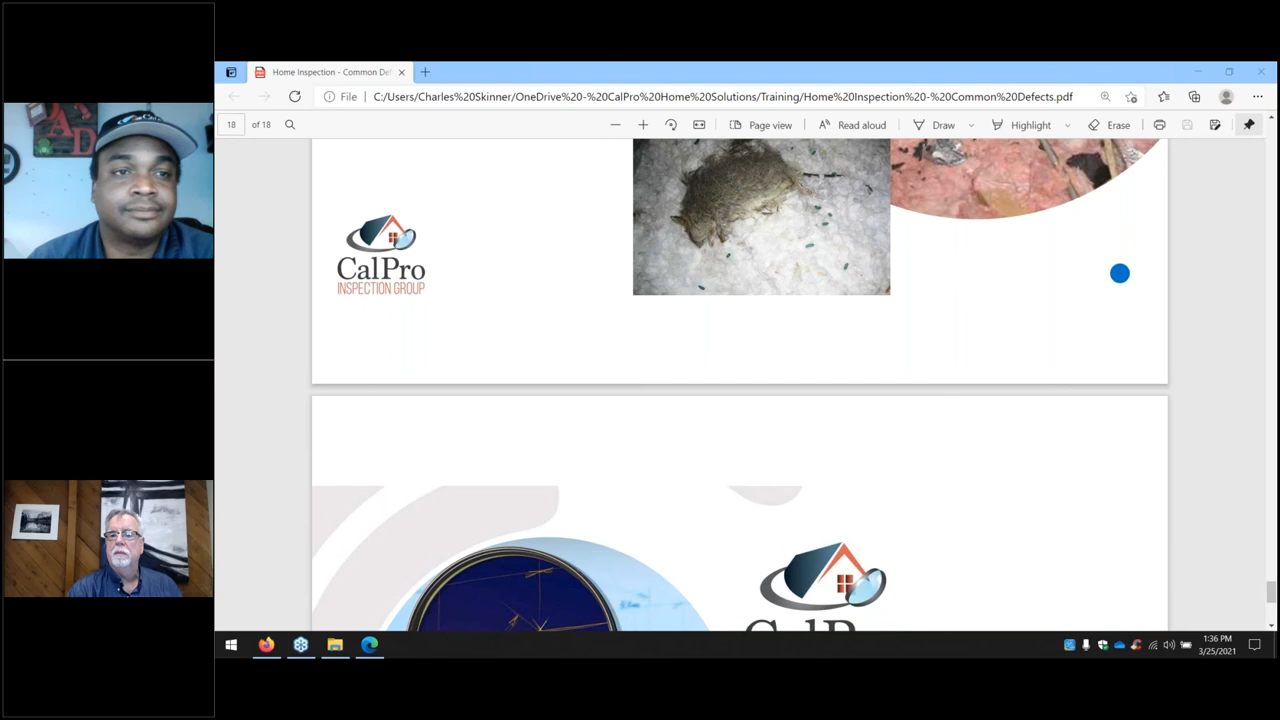 AD
Home Inspection - Common De
File
C:/Users/Charles%20Skinner/OneDrive%20-%20CalPro%20Home%20Solutions/Training/Home%20Inspection%20-%20Common%20Defects.pdf
18 of 18
Page view
Read aloud
Draw
Highlight
Erase
CalPro
INSPECTION GROUP
CalPro
1:36 PM
3/25/2021